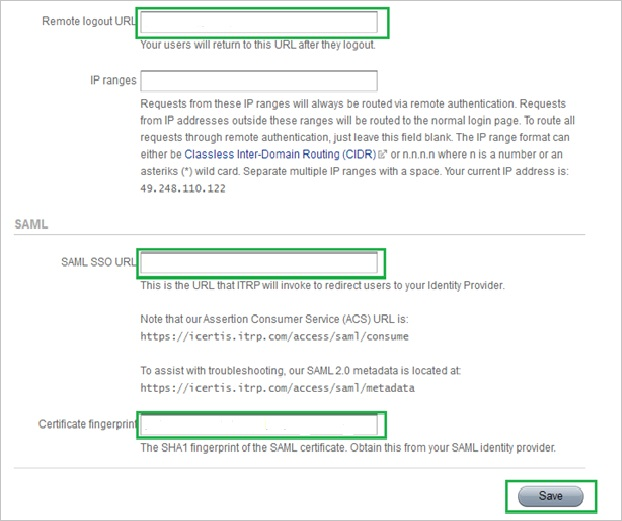 Remote logout URL
Your users will return to this URL after they logout.
IP ranges
Requests from these IP ranges will always be routed via remote authentication. Requests
from IP addresses outside these ranges will be routed to the normal login page. To route all
requests through remote authentication, just leave this field blank. The IP range format can
either be Classless Inter-Domain Routing (CIDR) or n.n.n.n where n is a number or an
asteriks (*) wild card. Separate multiple IP ranges with a space. Your current IP address is:
49.248.110.122
SAML
SAML SSO URL
This is the URL that ITRP will invoke to redirect users to your Identity Provider.
Note that our Assertion Consumer Service (ACS) URL is:
https://icertis.itrp.com/access/saml/consume
To assist with troubleshooting, our SAML 2.0 metadata is located at:
https://icertis.itrp.com/access/saml/metadata
Certificate fingerprint
The SHA1 fingerprint of the SAML certificate. Obtain this from your SAML identity provider.
Save